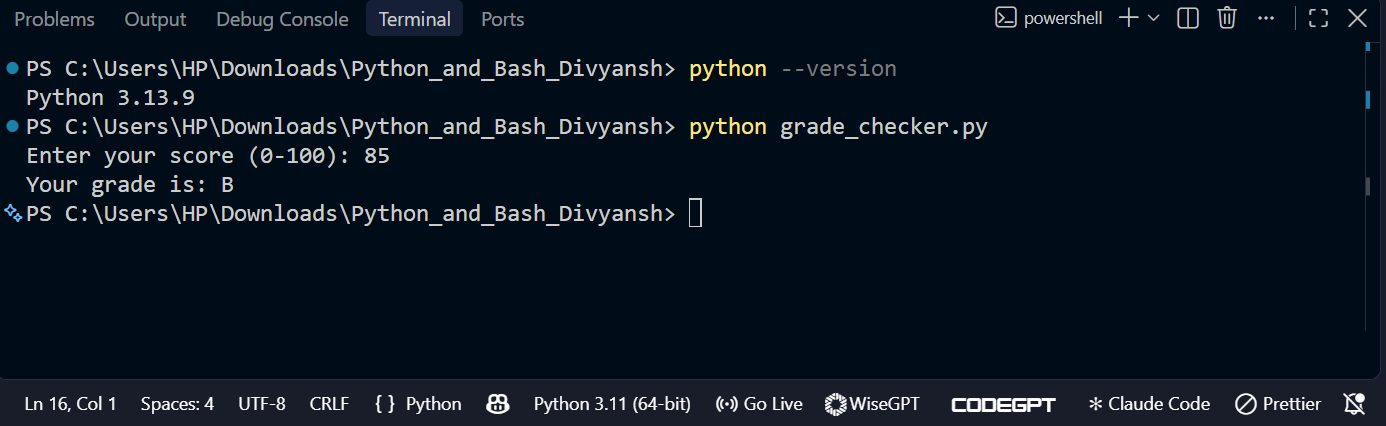 Problems Output Debug Console Terminal Ports powershell
PS C:\Users\HP\Downloads\Python_and_Bash_Divyansh> python --version
Python 3.13.9
PS C:\Users\HP\Downloads\Python_and_Bash_Divyansh> python grade_checker.py
Enter your score (0-100): 85
Your grade is: B
PS C:\Users\HP\Downloads\Python_and_Bash_Divyansh>
Ln 16, Col 1 Spaces: 4 UTF-8 CRLF { } Python Python 3.11 (64-bit) Go Live WiseGPT CODEGPT Claude Code Prettier